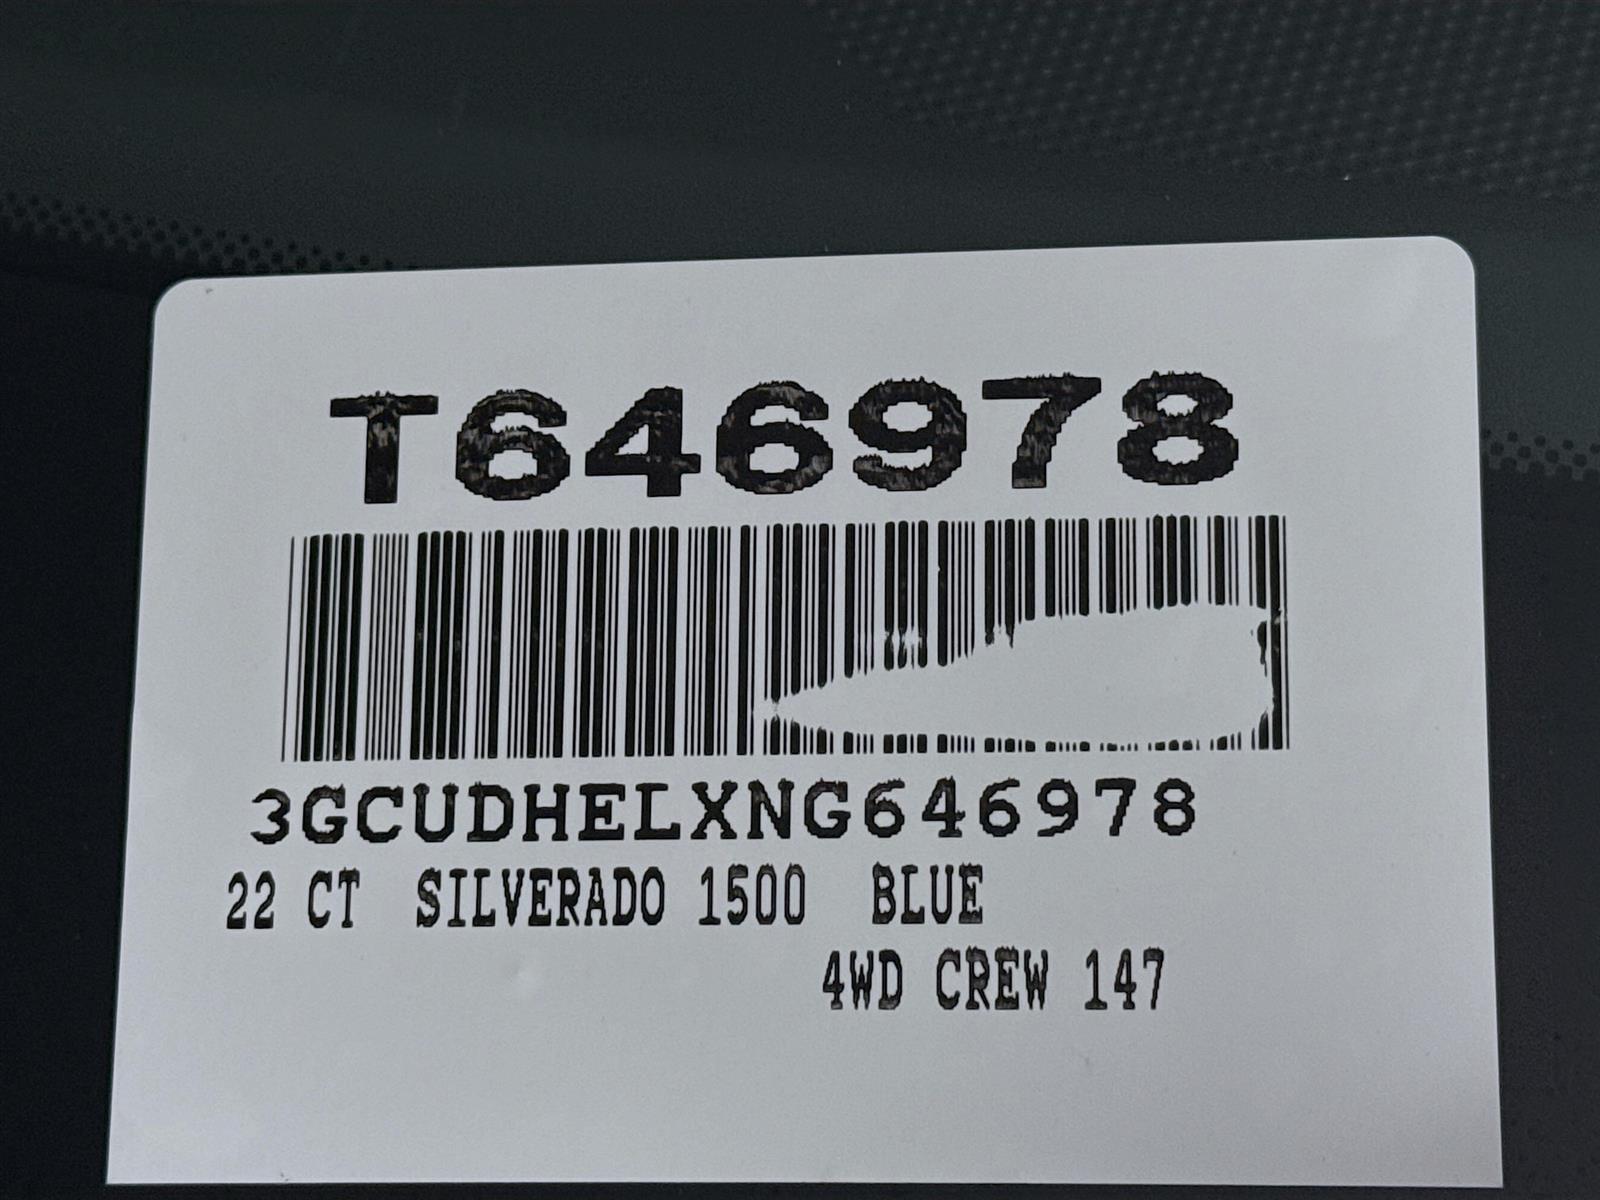 T646978
3GCUDHELXNG646978
22 CT SILVERADO 1500 BLUE
4WD CREW 147